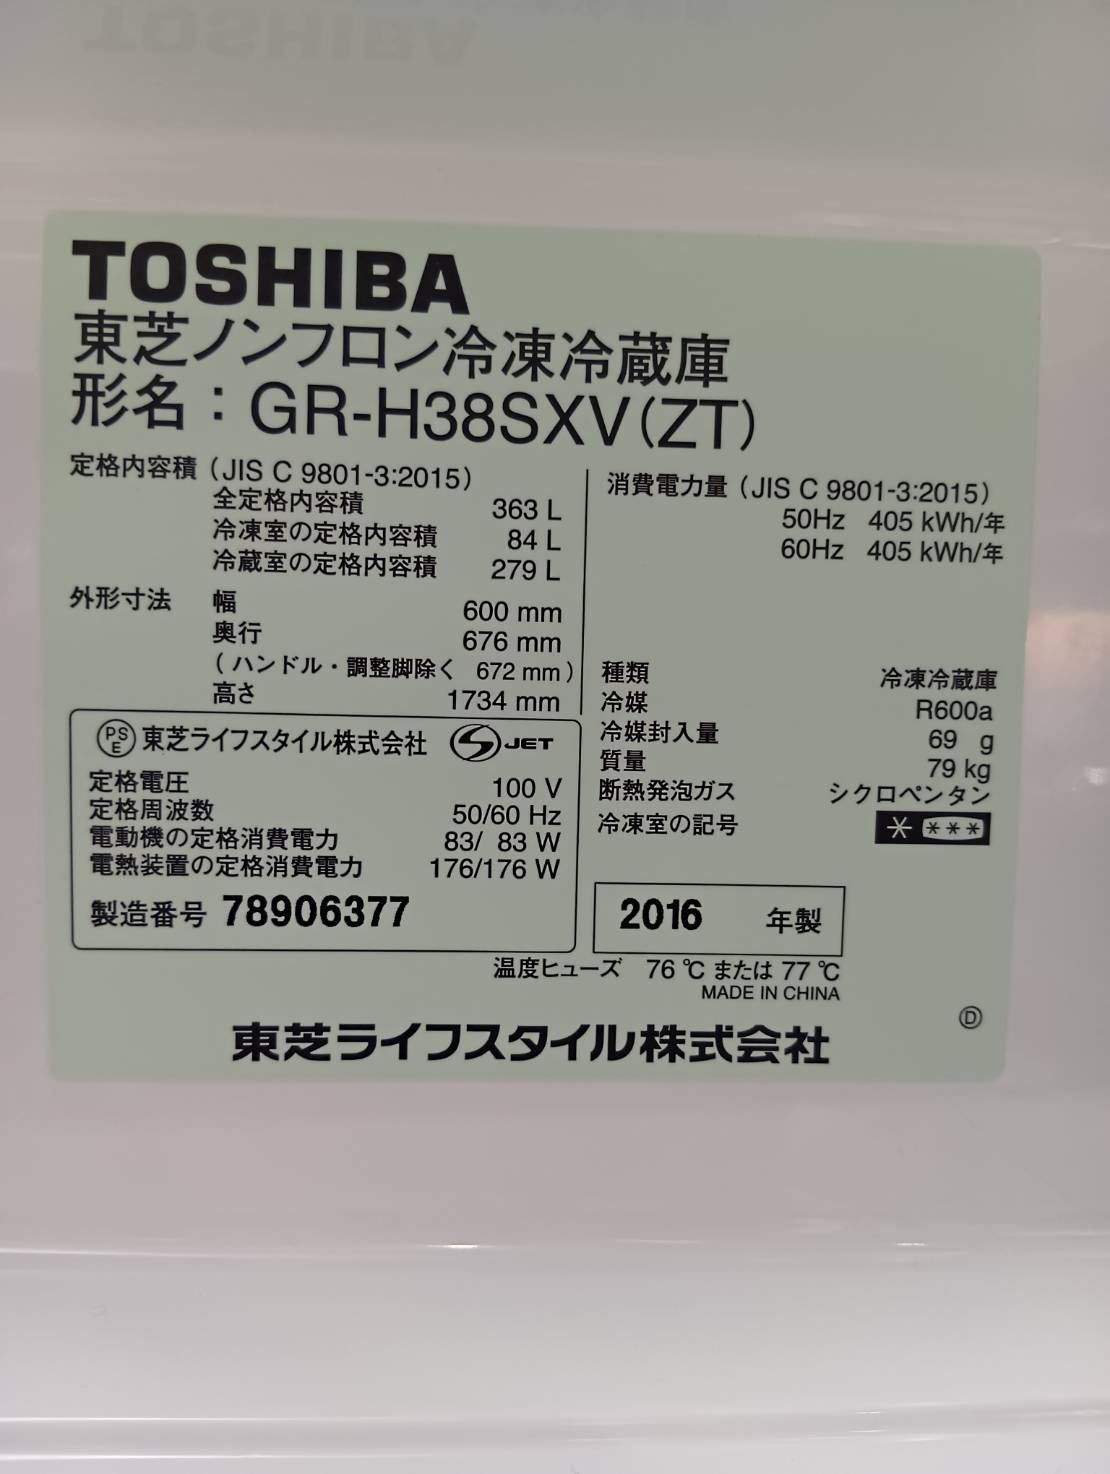 TOSHIBA
東芝ノンフロン冷凍冷蔵庫
形名：GR-H38SXV(ZT)
定格内容積 (JIS C 9801-3:2015)
全定格内容積 363 L
冷凍室の定格内容積 84 L
冷蔵室の定格内容積 279 L
外形寸法 幅 600 mm
奥行 676 mm
(ハンドル・調整脚除く 672 mm)
高さ 1734 mm
消費電力量 (JIS C 9801-3:2015)
50Hz 405 kWh/年
60Hz 405 kWh/年
種類 冷凍冷蔵庫
冷媒 R600a
冷媒封入量 69 g
質量 79 kg
断熱発泡ガス シクロペンタン
冷凍室の記号 * ***
PSE 東芝ライフスタイル株式会社 S JET
定格電圧 100 V
定格周波数 50/60 Hz
電動機の定格消費電力 83/ 83 W
電熱装置の定格消費電力 176/176 W
製造番号 78906377
2016 年製
温度ヒューズ 76 ℃ または 77 ℃
MADE IN CHINA
Ⓓ
東芝ライフスタイル株式会社